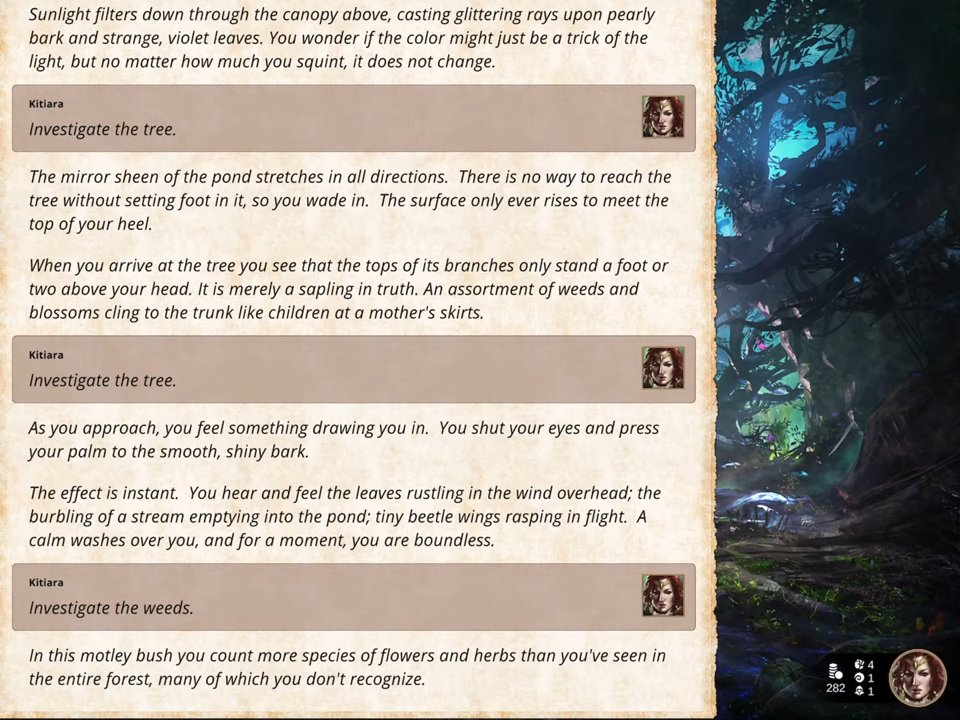 Sunlight filters down through the canopy above, casting glittering rays upon pearly
bark and strange, violet leaves. You wonder if the color might just be a trick of the
light, but no matter how much you squint, it does not change.
Kitiara
Investigate the tree.
The mirror sheen of the pond stretches in all directions. There is no way to reach the
tree without setting foot in it, so you wade in. The surface only ever rises to meet the
top of your heel.
When you arrive at the tree you see that the tops of its branches only stand a foot or
two above your head. It is merely a sapling in truth. An assortment of weeds and
blossoms cling to the trunk like children at a mother's skirts.
Kitiara
Investigate the tree.
As you approach, you feel something drawing you in. You shut your eyes and press
your palm to the smooth, shiny bark.
The effect is instant. You hear and feel the leaves rustling in the wind overhead; the
burbling of a stream emptying into the pond; tiny beetle wings rasping in flight. A
calm washes over you, and for a moment, you are boundless.
Kitiara
Investigate the weeds.
In this motley bush you count more species of flowers and herbs than you've seen in
the entire forest, many of which you don't recognize.
282
4
1
1